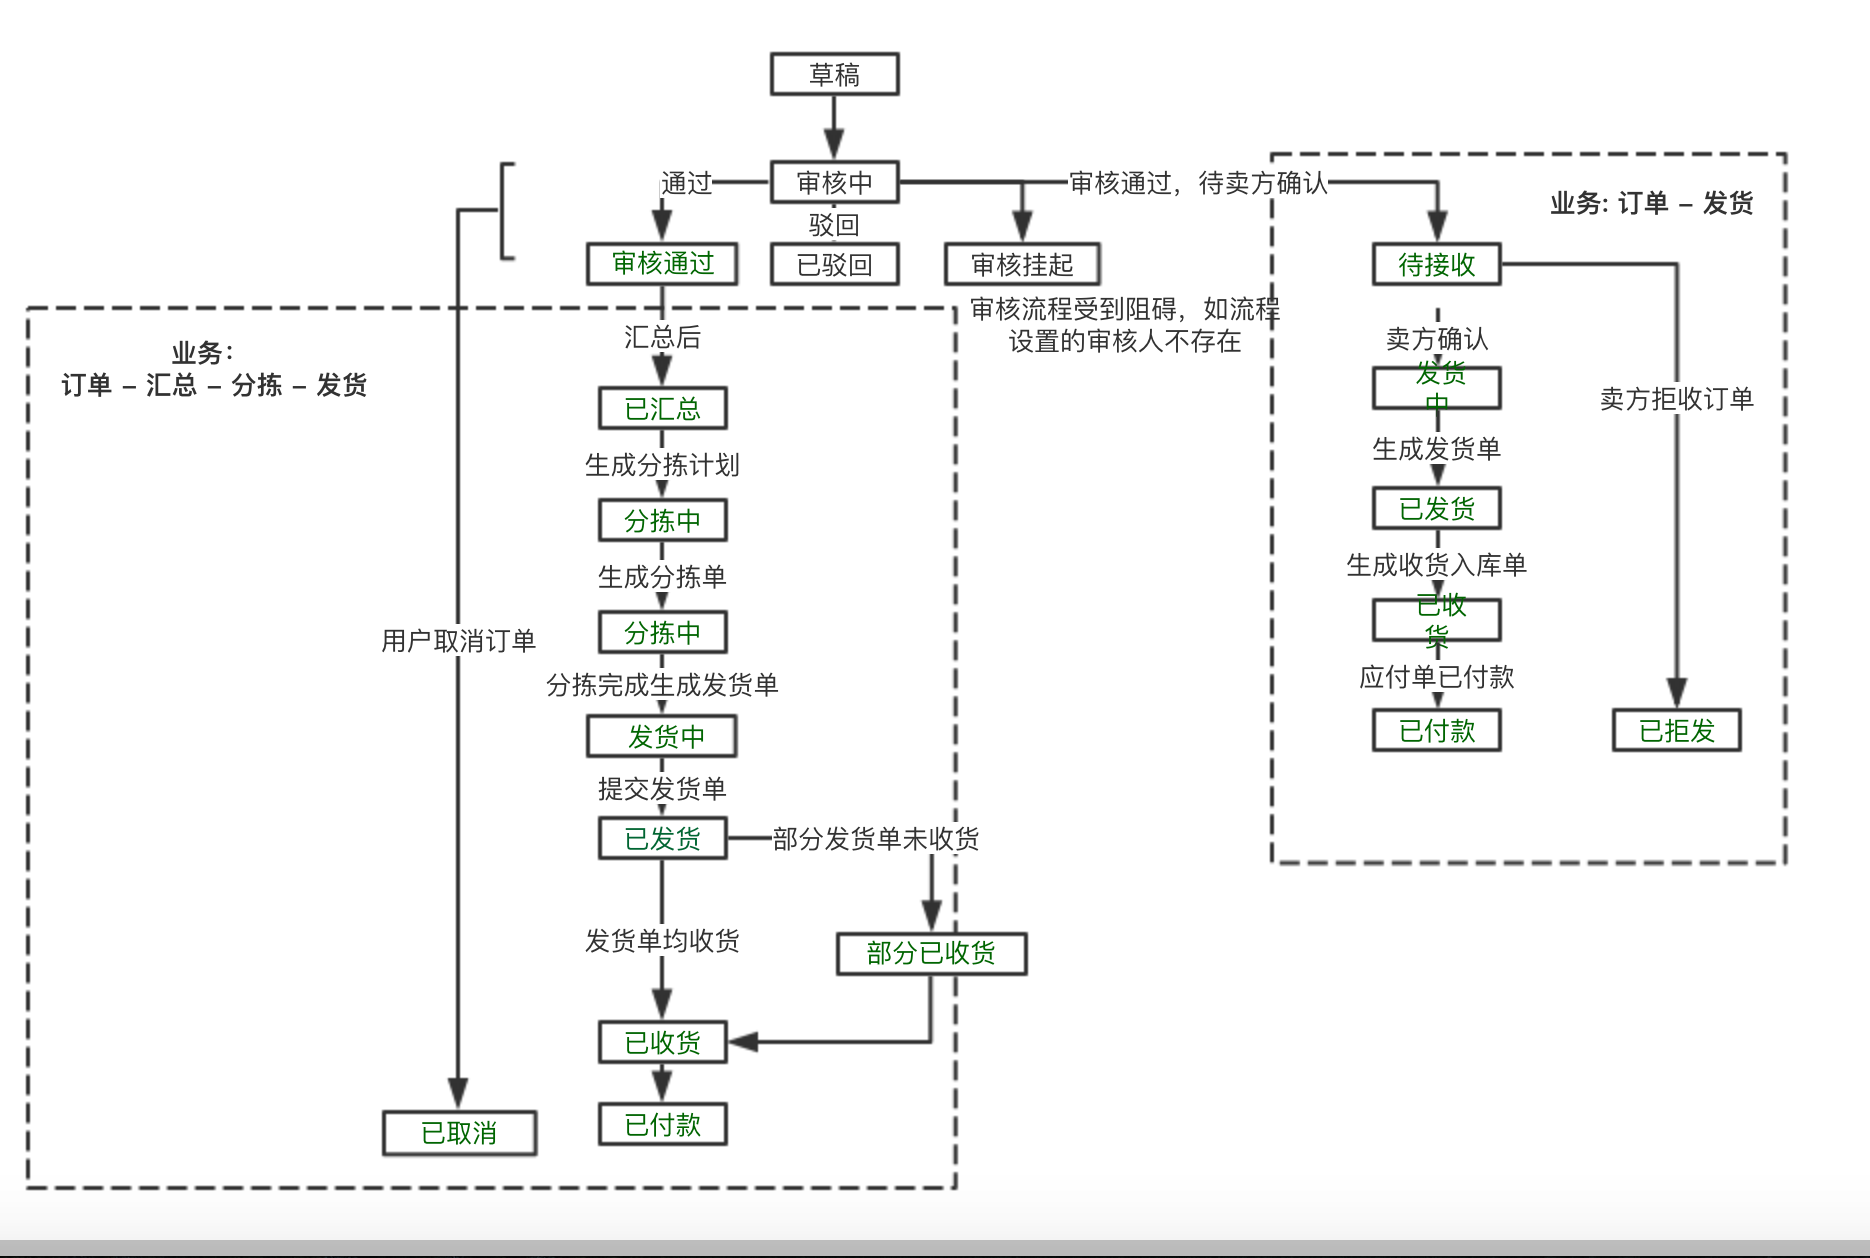 草稿
通过
审核中
审核通过，待卖方确认
业务: 订单 – 发货
驳回
审核通过
已驳回
审核挂起
待接收
审核流程受到阻碍，如流程
设置的审核人不存在
汇总后
卖方确认
业务：
订单 – 汇总 – 分拣 – 发货
发货
中
卖方拒收订单
已汇总
生成发货单
生成分拣计划
已发货
分拣中
生成收货入库单
生成分拣单
已收
货
分拣中
用户取消订单
应付单已付款
分拣完成生成发货单
已付款
已拒发
发货中
提交发货单
已发货
部分发货单未收货
发货单均收货
部分已收货
已收货
已付款
已取消